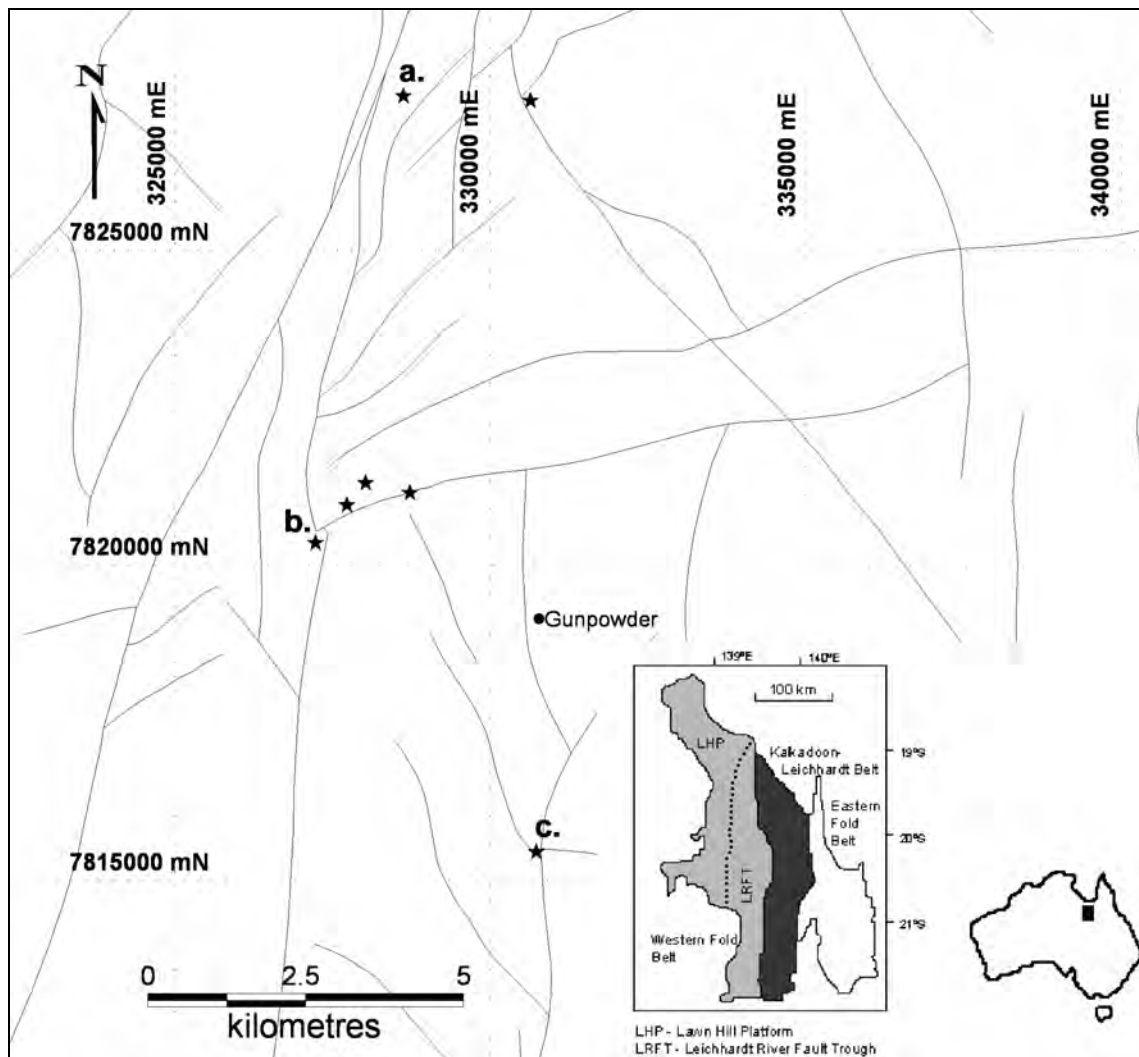 N
a.
325000 mE
330000 mE
335000 mE
340000 mE
7825000 mN
b.
7820000 mN
Gunpowder
139°E
140°E
100 km
LHP
Kalkadoon-
Leichhardt Belt
19°S
Eastern
Fold
Belt
20°S
c.
7815000 mN
LRFT
21°S
Western Fold
Belt
0 2.5 5
kilometres
LHP - Lawn Hill Platform
LRFT - Leichhardt River Fault Trough